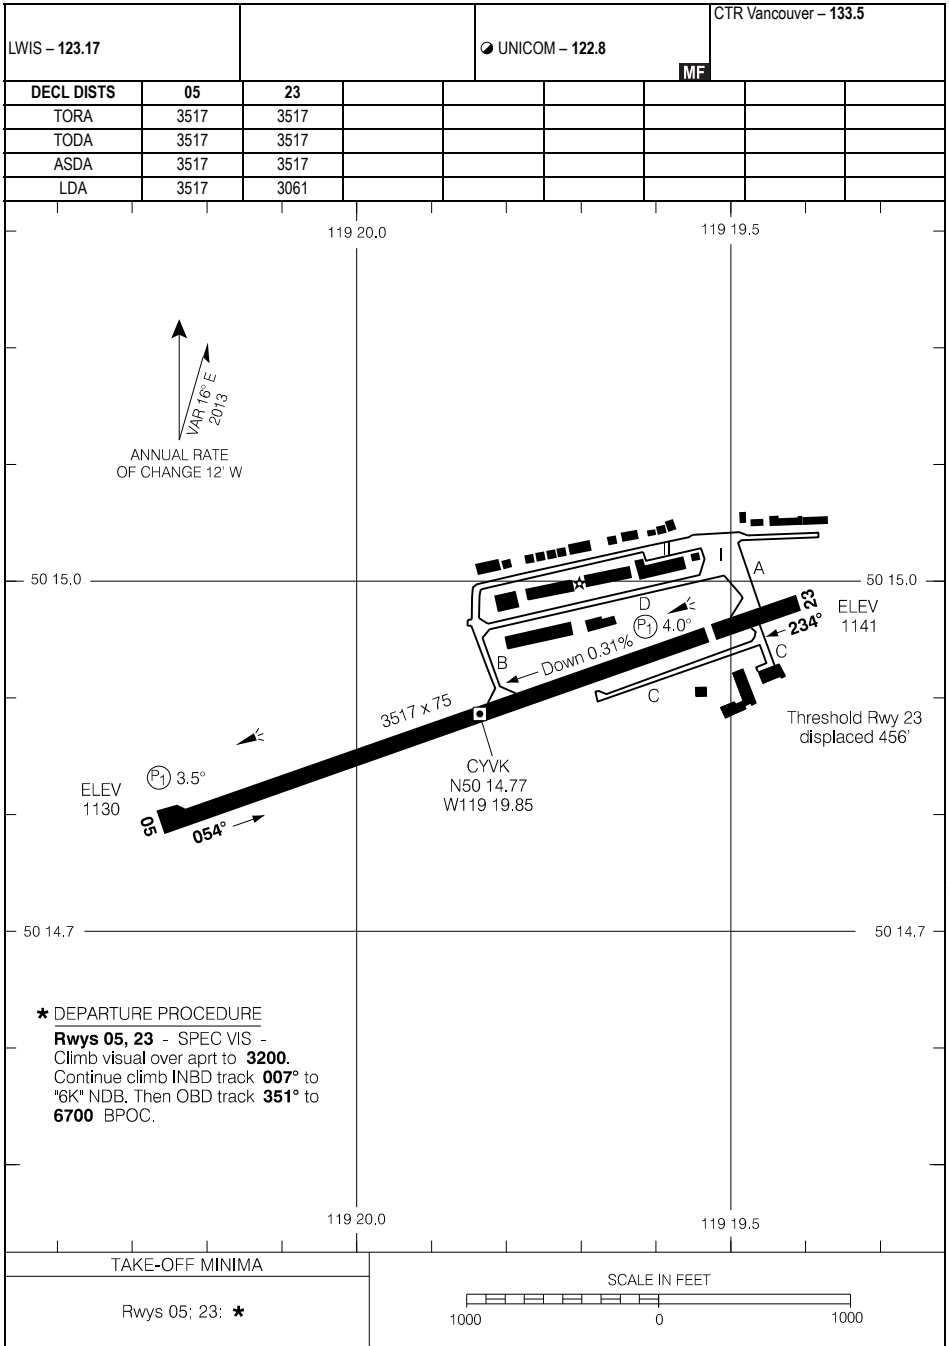 CTR Vancouver – 133.5
LWIS – 123.17
UNICOM – 122.8
MF
DECL DISTS 05 23
TORA 3517 3517
TODA 3517 3517
ASDA 3517 3517
LDA 3517 3061
119 20.0 119 19.5
VAR 16° E
2013
ANNUAL RATE
OF CHANGE 12' W
I
II
A
50 15.0 50 15.0
D
23
ELEV
1141
P1 4.0°
234°
B
Down 0.31%
C
C
3517 x 75
Threshold Rwy 23
displaced 456'
CYVK
N50 14.77
W119 19.85
P1 3.5°
ELEV
1130
05
054°
50 14.7 50 14.7
* DEPARTURE PROCEDURE
Rwys 05, 23 - SPEC VIS -
Climb visual over aprt to 3200.
Continue climb INBD track 007° to
"6K" NDB. Then OBD track 351° to
6700 BPOC.
119 20.0 119 19.5
TAKE-OFF MINIMA
Rwys 05; 23: *
SCALE IN FEET
1000 0 1000